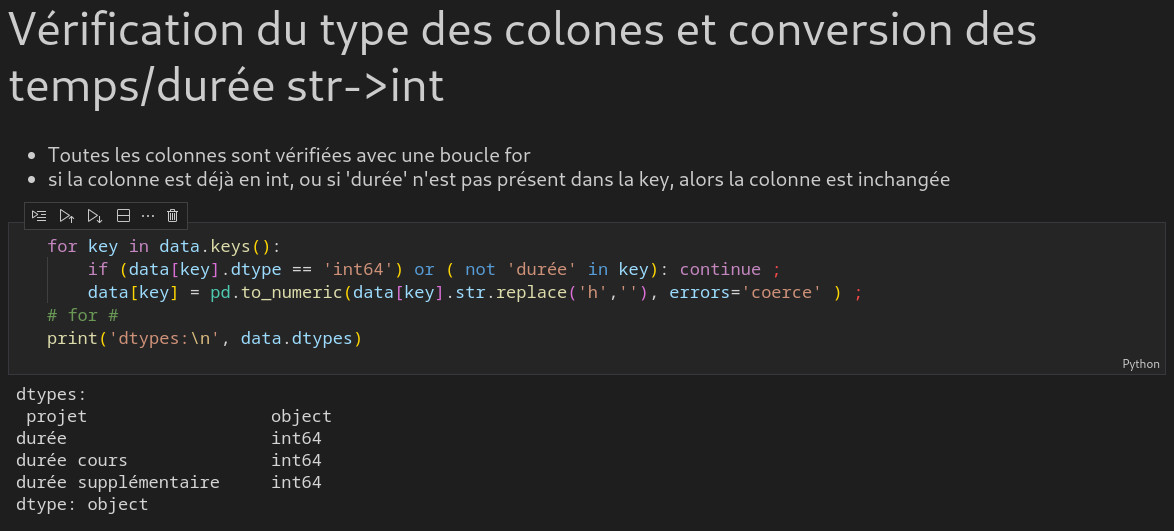 Vérification du type des colones et conversion des
temps/durée str->int
• Toutes les colonnes sont vérifiées avec une boucle for
• si la colonne est déjà en int, ou si 'durée' n'est pas présent dans la key, alors la colonne est inchangée
for key in data.keys():
    if (data[key].dtype == 'int64') or ( not 'durée' in key): continue ;
    data[key] = pd.to_numeric(data[key].str.replace('h',''), errors='coerce' ) ;
# for #
print('dtypes:\n', data.dtypes)
Python
dtypes:
 projet                  object
durée                    int64
durée cours              int64
durée supplémentaire     int64
dtype: object